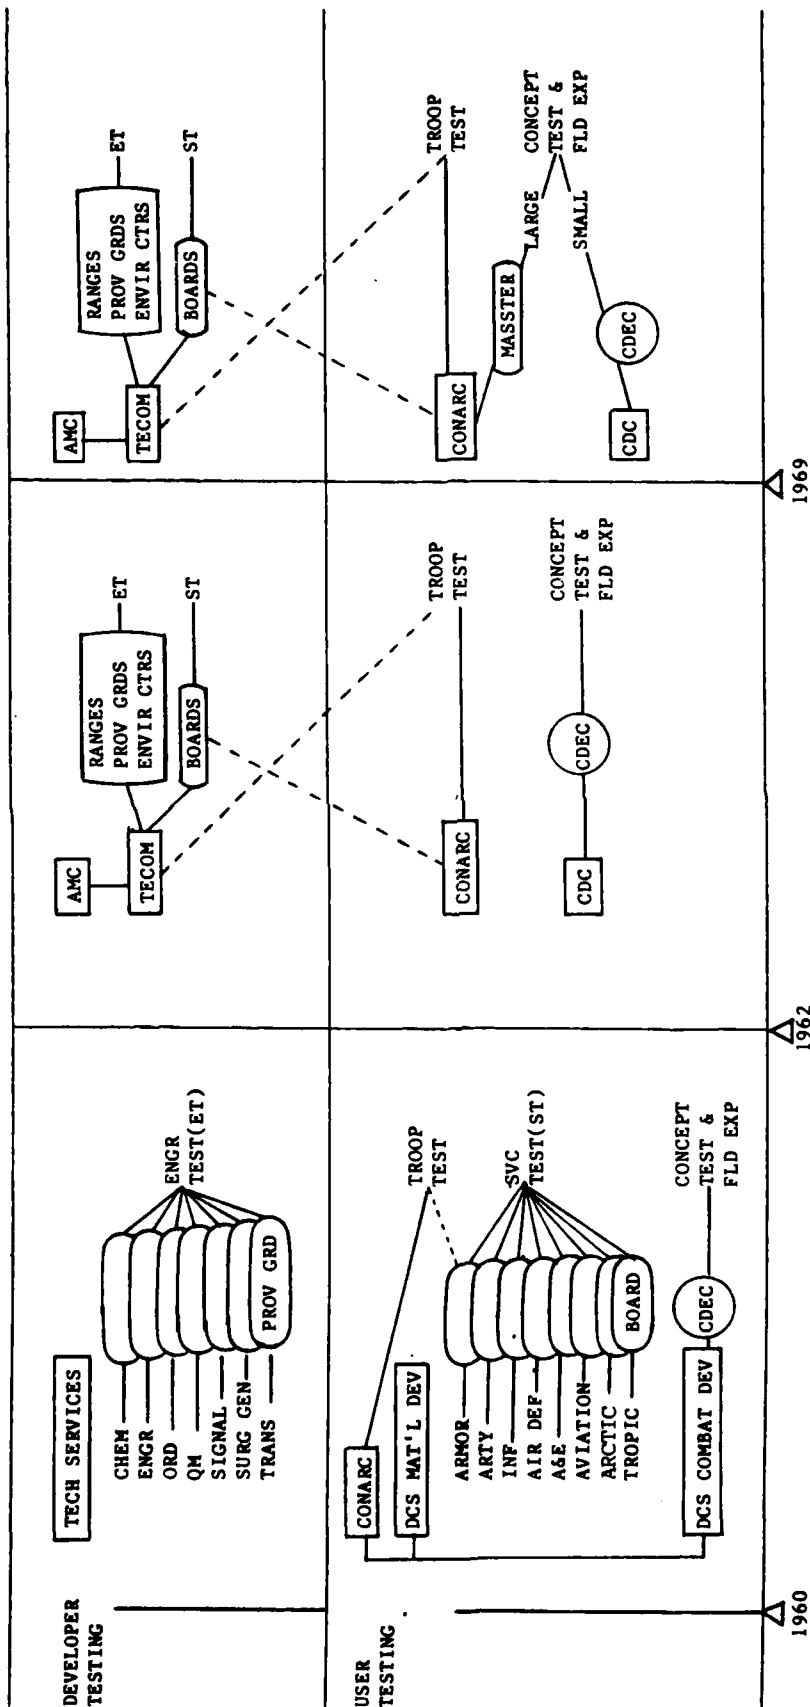 DEVELOPER
TESTING
TECH SERVICES
CHEM
ENGR
ORD
QM
SIGNAL
SURG GEN
TRANS
PROV GRD
ENGR
TEST(ET)
USER
TESTING
CONARC
DCS MAT'L DEV
TROOP
TEST
ARMOR
ARTY
INF
AIR DEF
A&E
AVIATION
ARCTIC
TROPIC
BOARD
SVC
TEST(ST)
DCS COMBAT DEV
CDEC
CONCEPT
TEST &
FLD EXP
1960
AMC
TECOM
RANGES
PROV GRDS
ENVIR CTRS
ET
BOARDS
ST
CONARC
TROOP
TEST
CDC
CDEC
CONCEPT
TEST &
FLD EXP
1962
AMC
TECOM
RANGES
PROV GRDS
ENVIR CTRS
ET
BOARDS
ST
CONARC
TROOP
TEST
MASSTER
LARGE
SMALL
CONCEPT
TEST &
FLD EXP
CDC
CDEC
1969